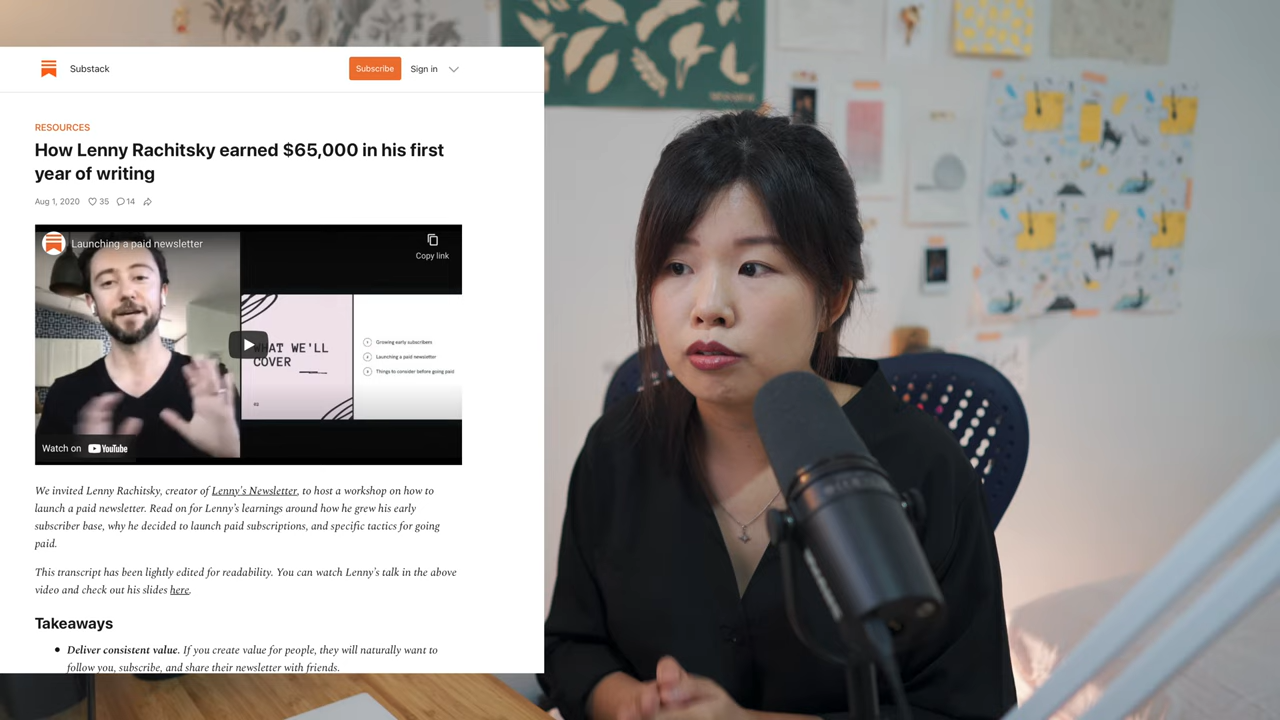 Substack
Subscribe
Sign in
RESOURCES
How Lenny Rachitsky earned $65,000 in his first
year of writing
Aug 1, 2020
35
14
Launching a paid newsletter
Copy link
WHAT WE'LL
COVER
02
1 Growing early subscribers
2 Launching a paid newsletter
3 Things to consider before going paid
Watch on YouTube
We invited Lenny Rachitsky, creator of Lenny's Newsletter, to host a workshop on how to
launch a paid newsletter. Read on for Lenny's learnings around how he grew his early
subscriber base, why he decided to launch paid subscriptions, and specific tactics for going
paid.
This transcript has been lightly edited for readability. You can watch Lenny's talk in the above
video and check out his slides here.
Takeaways
Deliver consistent value. If you create value for people, they will naturally want to
follow you, subscribe, and share their newsletter with friends.